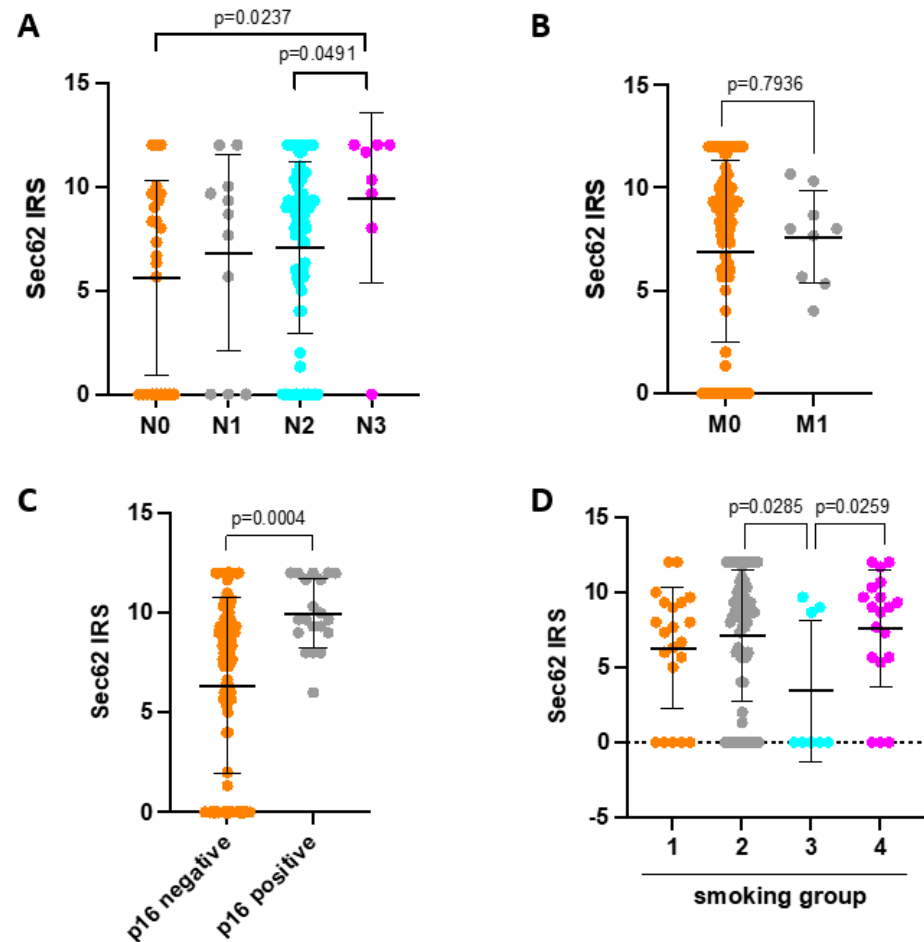 A
p=0.0237
p=0.0491
15
10
5
0
Sec62 IRS
N0 N1 N2 N3
B
p=0.7936
15
10
5
0
Sec62 IRS
M0 M1
C
p=0.0004
15
10
5
0
Sec62 IRS
p16 negative
p16 positive
D
p=0.0285 p=0.0259
15
10
5
0
-5
Sec62 IRS
1 2 3 4
smoking group